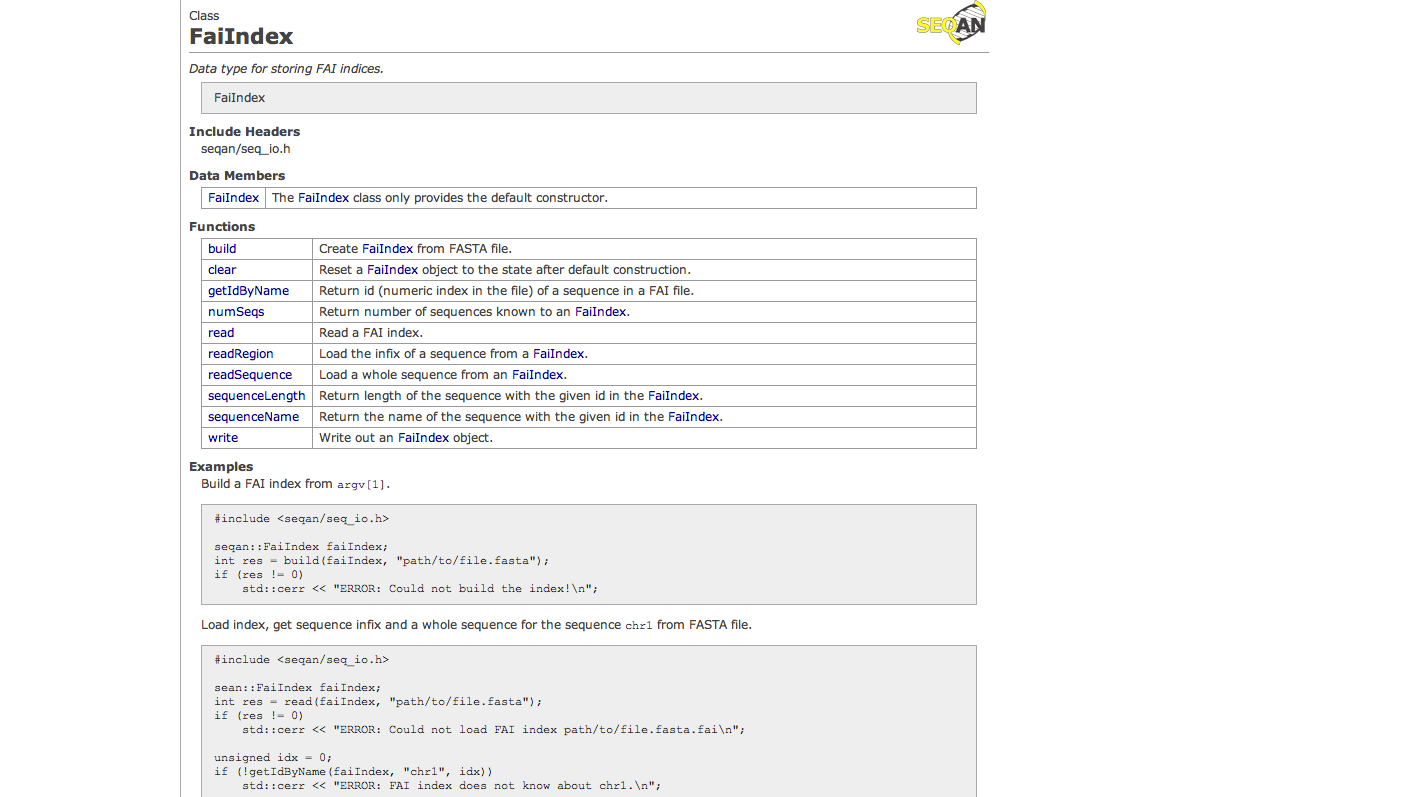 Class
SEQAN
FaiIndex
Data type for storing FAI indices.
FaiIndex
Include Headers
seqan/seq_io.h
Data Members
FaiIndex The FaiIndex class only provides the default constructor.
Functions
build Create FaiIndex from FASTA file.
clear Reset a FaiIndex object to the state after default construction.
getIdByName Return id (numeric index in the file) of a sequence in a FAI file.
numSeqs Return number of sequences known to an FaiIndex.
read Read a FAI index.
readRegion Load the infix of a sequence from a FaiIndex.
readSequence Load a whole sequence from an FaiIndex.
sequenceLength Return length of the sequence with the given id in the FaiIndex.
sequenceName Return the name of the sequence with the given id in the FaiIndex.
write Write out an FaiIndex object.
Examples
Build a FAI index from argv[1].
#include <seqan/seq_io.h>
seqan::FaiIndex faiIndex;
int res = build(faiIndex, "path/to/file.fasta");
if (res != 0)
    std::cerr << "ERROR: Could not build the index!\n";
Load index, get sequence infix and a whole sequence for the sequence chr1 from FASTA file.
#include <seqan/seq_io.h>
sean::FaiIndex faiIndex;
int res = read(faiIndex, "path/to/file.fasta");
if (res != 0)
    std::cerr << "ERROR: Could not load FAI index path/to/file.fasta.fai\n";
unsigned idx = 0;
if (!getIdByName(faiIndex, "chr1", idx))
    std::cerr << "ERROR: FAI index does not know about chr1.\n";